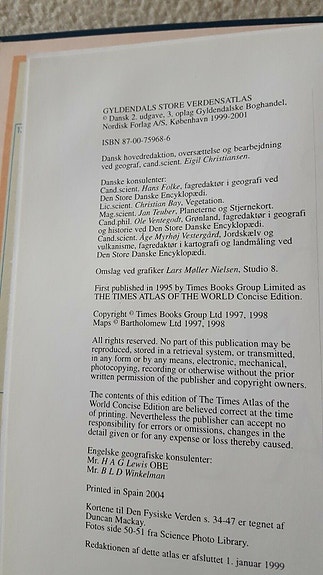 GYLDENDALS STORE VERDENSATLAS
© Dansk 2. udgave, 3. oplag Gyldendalske Boghandel,
Nordisk Forlag A/S, København 1999-2001
ISBN 87-00-75968-6
Dansk hovedredaktion, oversættelse og bearbejdning
ved geograf, cand.scient. Eigil Christiansen.
Danske konsulenter:
Cand.scient. Hans Folke, fagredaktør i geografi ved
Den Store Danske Encyklopædi.
Lic.scient. Christian Bay, Vegetation.
Mag.scient. Jan Teuber, Planeterne og Stjernekort.
Cand.phil. Ole Ventegodt, Grønland, fagredaktør i geografi
og historie ved Den Store Danske Encyklopædi.
Cand.scient. Åge Myrhøj Vestergård, Jordskælv og
vulkanisme, fagredaktør i kartografi og landmåling ved
Den Store Danske Encyklopædi.
Omslag ved grafiker Lars Møller Nielsen, Studio 8.
First published in 1995 by Times Books Group Limited as
THE TIMES ATLAS OF THE WORLD Concise Edition.
Copyright © Times Books Group Ltd 1997, 1998
Maps © Bartholomew Ltd 1997, 1998
All rights reserved. No part of this publication may be
reproduced, stored in a retrieval system, or transmitted,
in any form or by any means, electronic, mechanical,
photocopying, recording or otherwise without the prior
written permission of the publisher and copyright owners.
The contents of this edition of The Times Atlas of the
World Concise Edition are believed correct at the time
of printing. Nevertheless the publisher can accept no
responsibility for errors or omissions, changes in the
detail given or for any expense or loss thereby caused.
Engelske geografiske konsulenter:
Mr. H A G Lewis OBE
Mr. B L D Winkelman
Printed in Spain 2004
Kortene til Den Fysiske Verden s. 34-47 er tegnet af
Duncan Mackay.
Fotos side 50-51 fra Science Photo Library.
Redaktionen af dette atlas er afsluttet 1. januar 1999